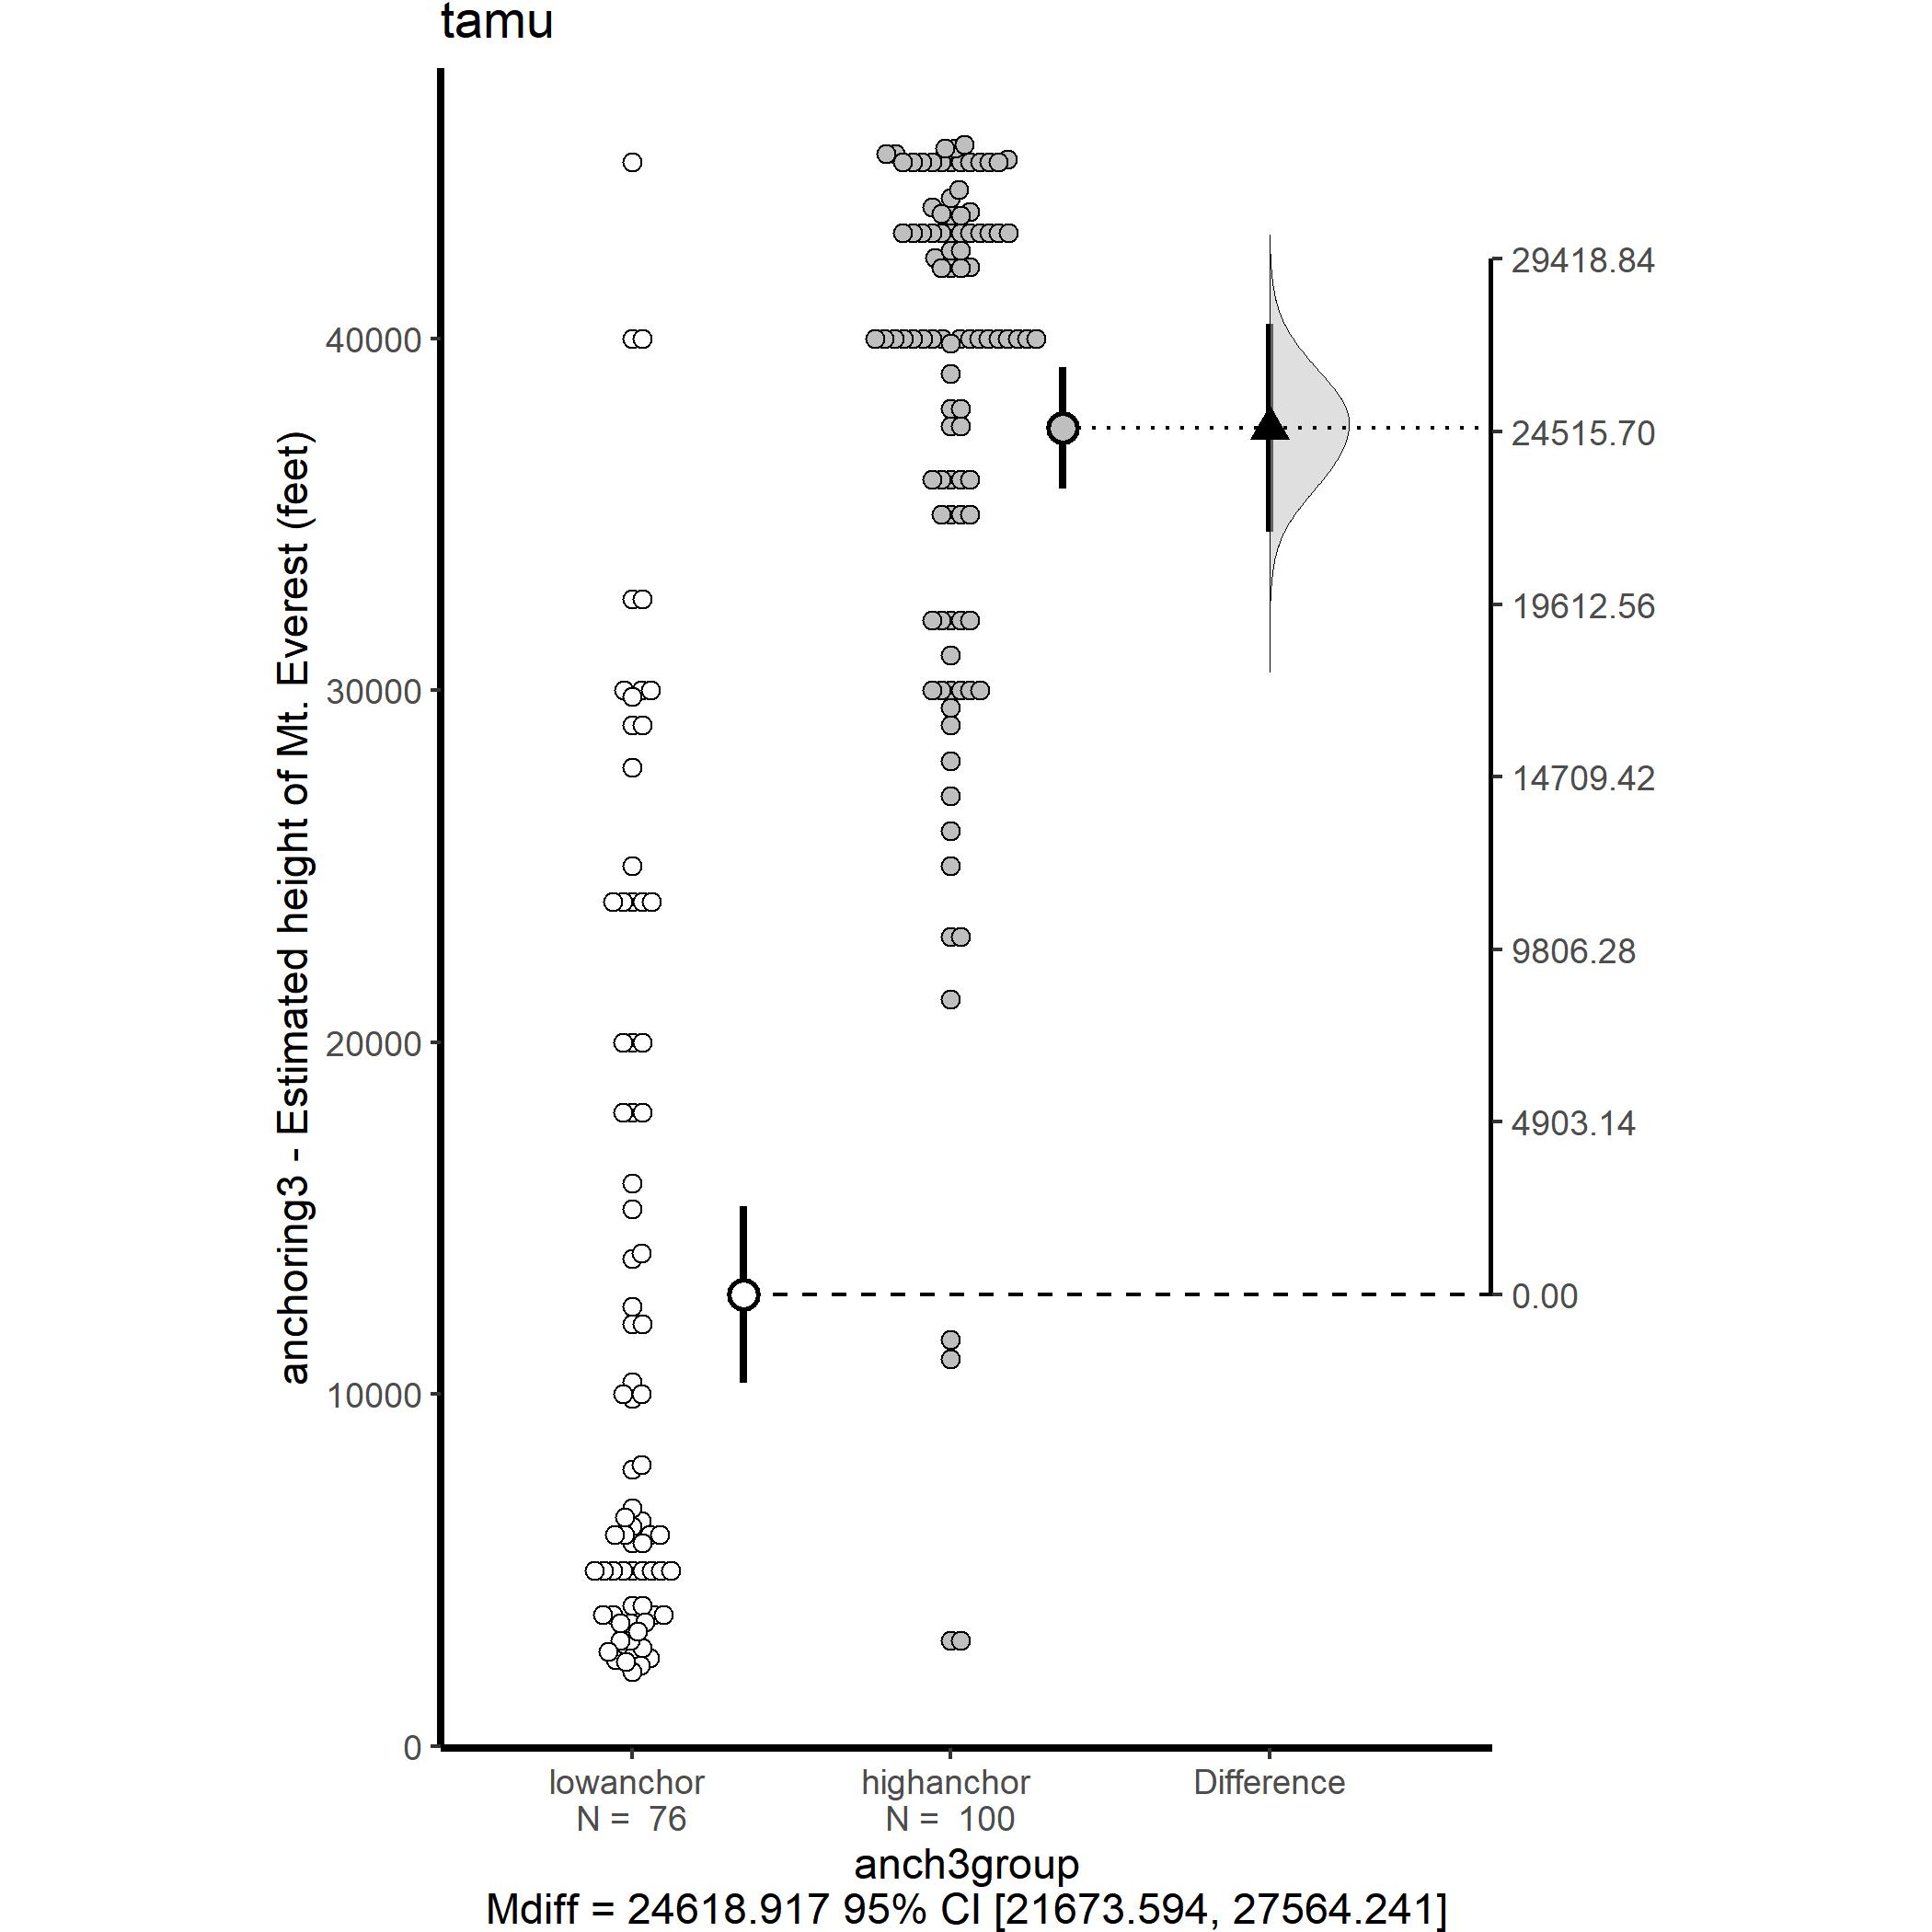 tamu
anchoring3 - Estimated height of Mt. Everest (feet)
40000
30000
20000
10000
0
29418.84
24515.70
19612.56
14709.42
9806.28
4903.14
0.00
lowanchor
N =  76
highanchor
N =  100
Difference
anch3group
Mdiff = 24618.917 95% CI [21673.594, 27564.241]